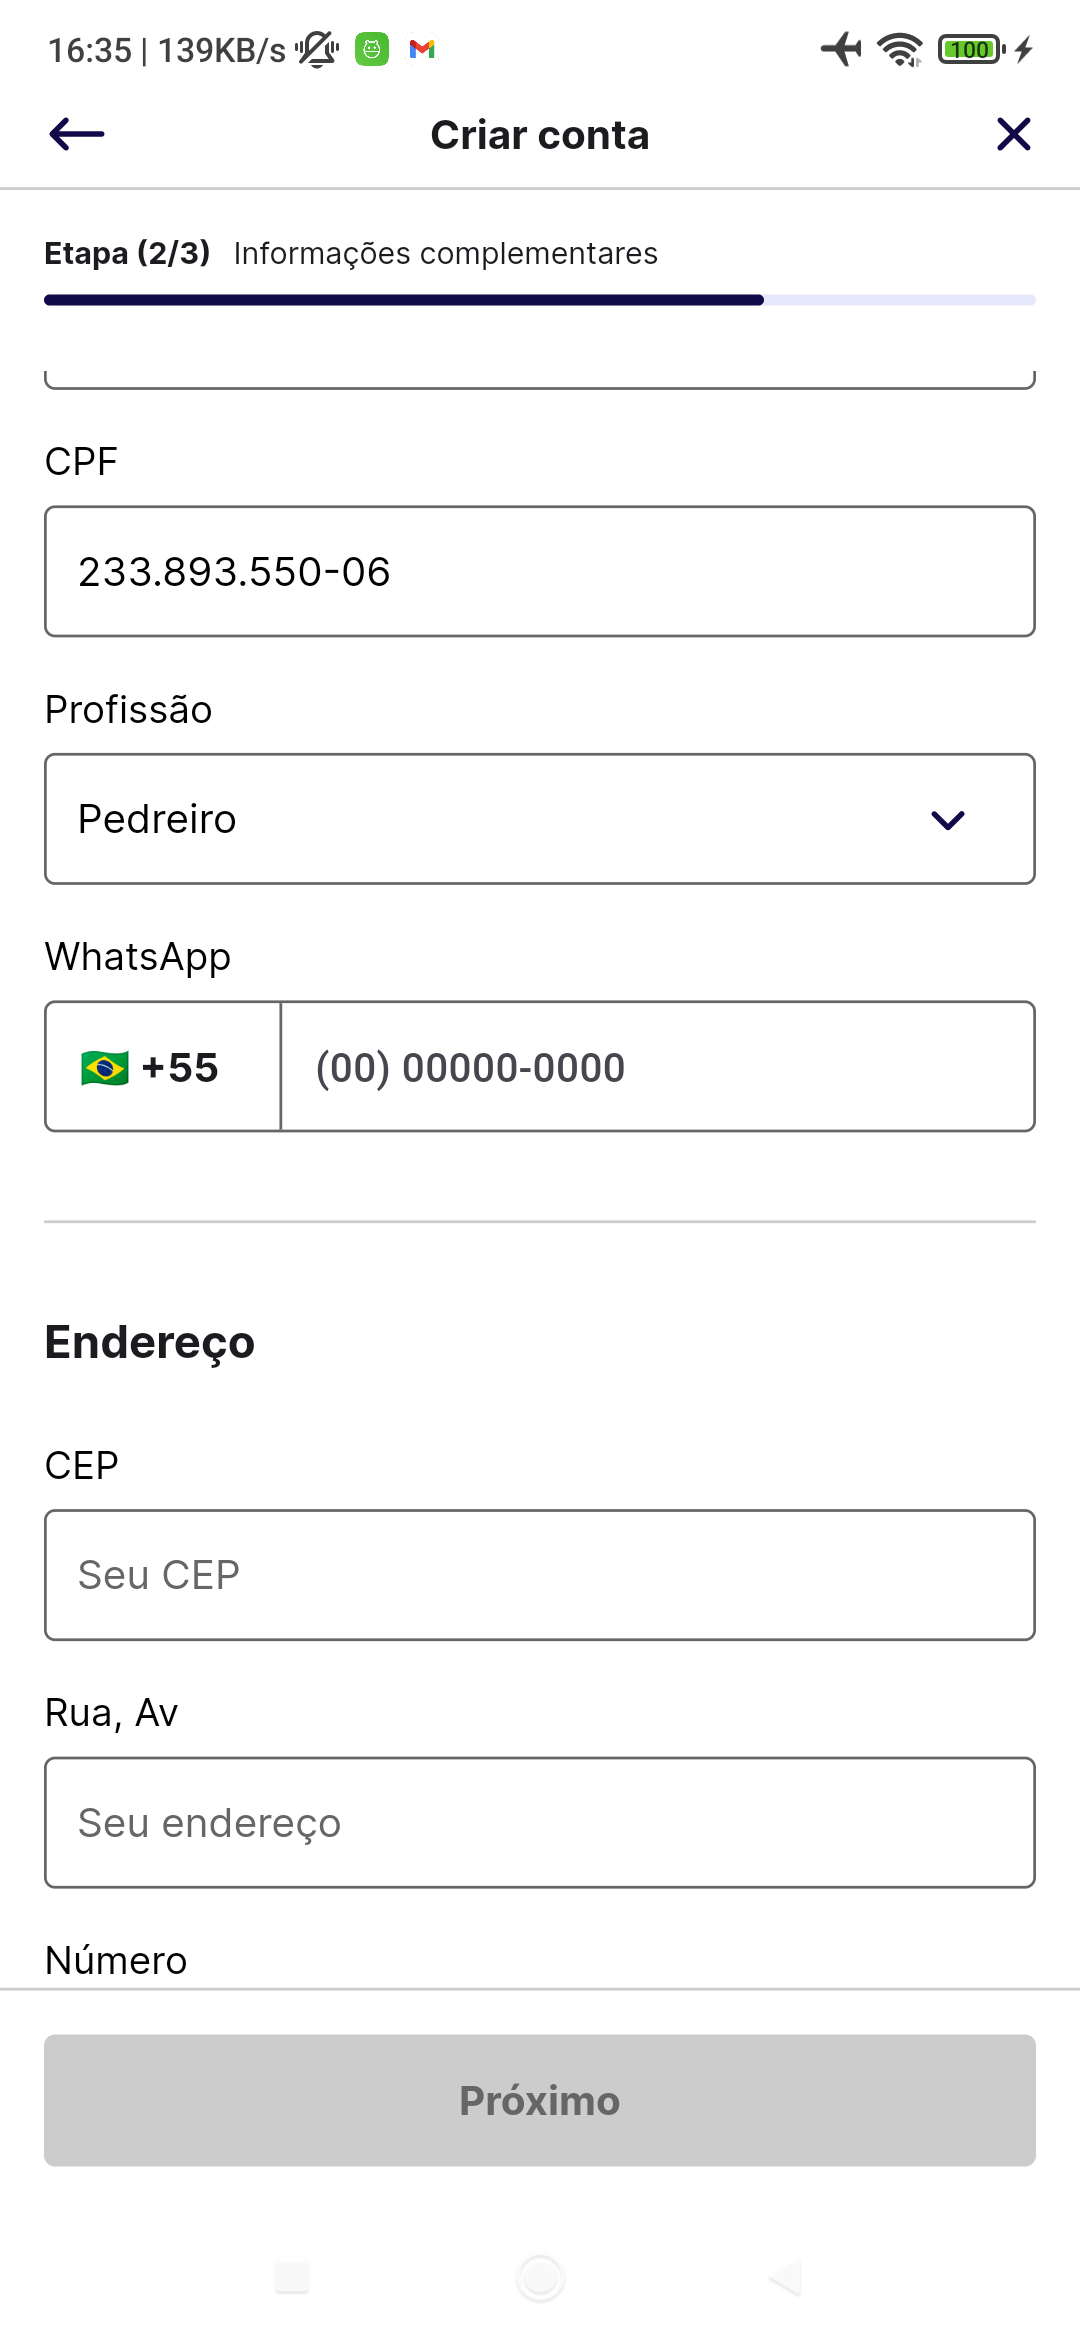 16:35 | 139KB/s
100
Criar conta
Etapa (2/3) Informações complementares
CPF
233.893.550-06
Profissão
Pedreiro
WhatsApp
+55 (00) 00000-0000
Endereço
CEP
Seu CEP
Rua, Av
Seu endereço
Número
Próximo